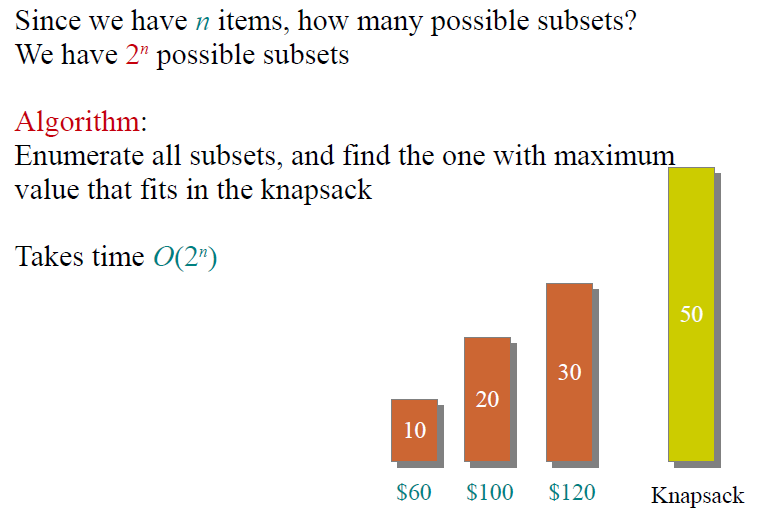 Since we have n items, how many possible subsets?
We have 2ⁿ possible subsets
Algorithm:
Enumerate all subsets, and find the one with maximum
value that fits in the knapsack
Takes time O(2ⁿ)
50
30
20
10
$60 $100 $120 Knapsack